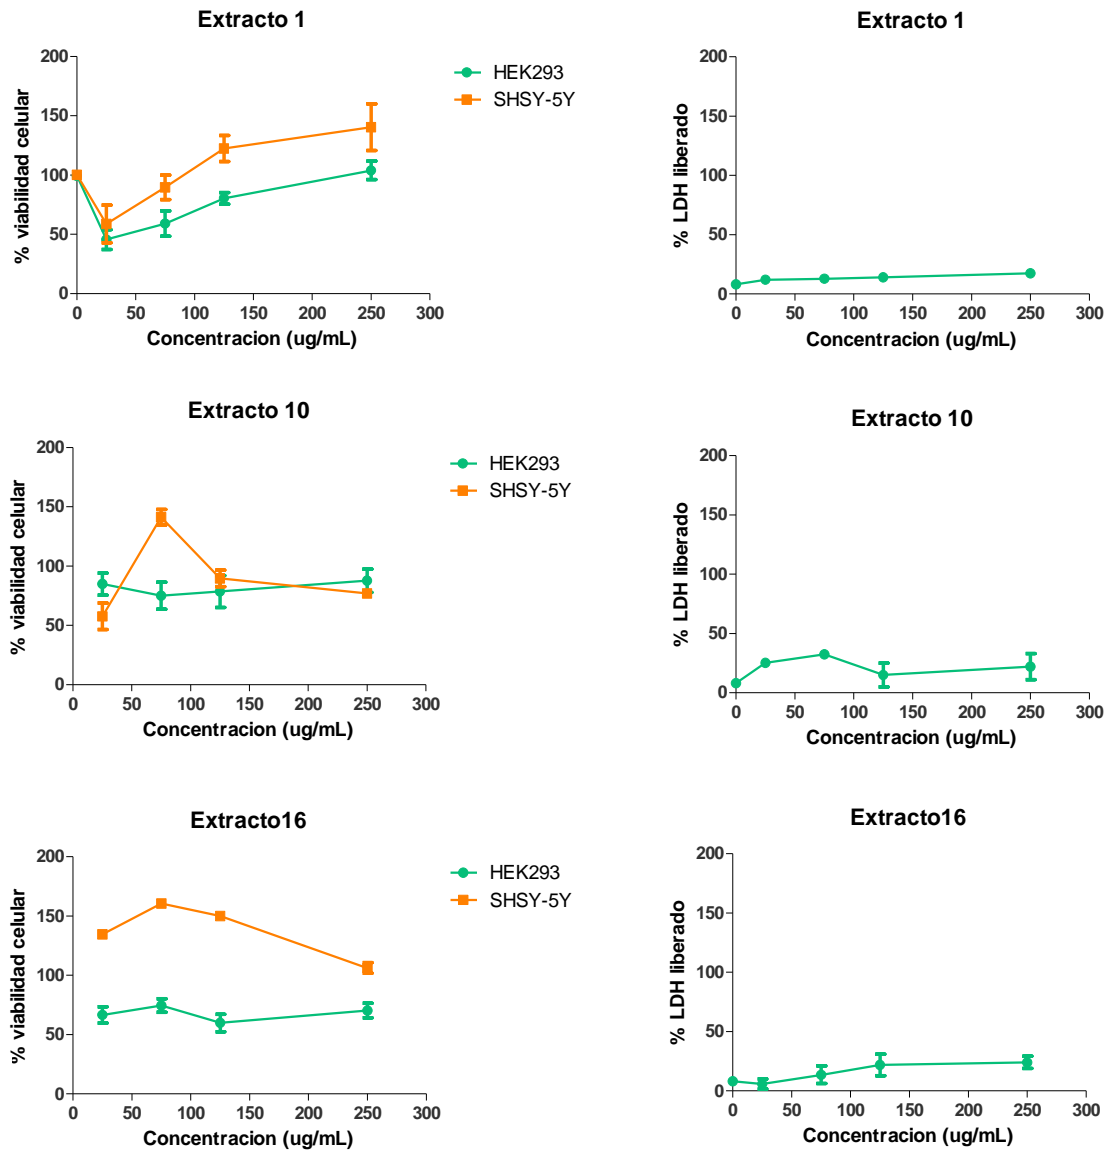 Extracto 1
200
150
100
50
0
% viabilidad celular
0 50 100 150 200 250 300
Concentracion (ug/mL)
HEK293
SHSY-5Y
Extracto 1
200
150
100
50
0
% LDH liberado
0 50 100 150 200 250 300
Concentracion (ug/mL)
Extracto 10
200
150
100
50
0
% viabilidad celular
0 50 100 150 200 250 300
Concentracion (ug/mL)
HEK293
SHSY-5Y
Extracto 10
200
150
100
50
0
% LDH liberado
0 50 100 150 200 250 300
Concentracion (ug/mL)
Extracto16
200
150
100
50
0
% viabilidad celular
0 50 100 150 200 250 300
Concentracion (ug/mL)
HEK293
SHSY-5Y
Extracto16
200
150
100
50
0
% LDH liberado
0 50 100 150 200 250 300
Concentracion (ug/mL)